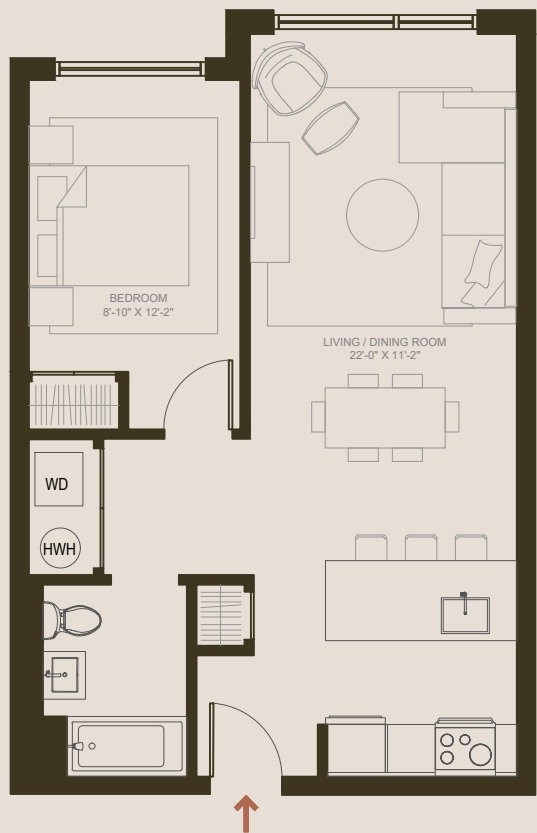 BEDROOM
8'-10" X 12'-2"
LIVING / DINING ROOM
22'-0" X 11'-2"
WD
HWH